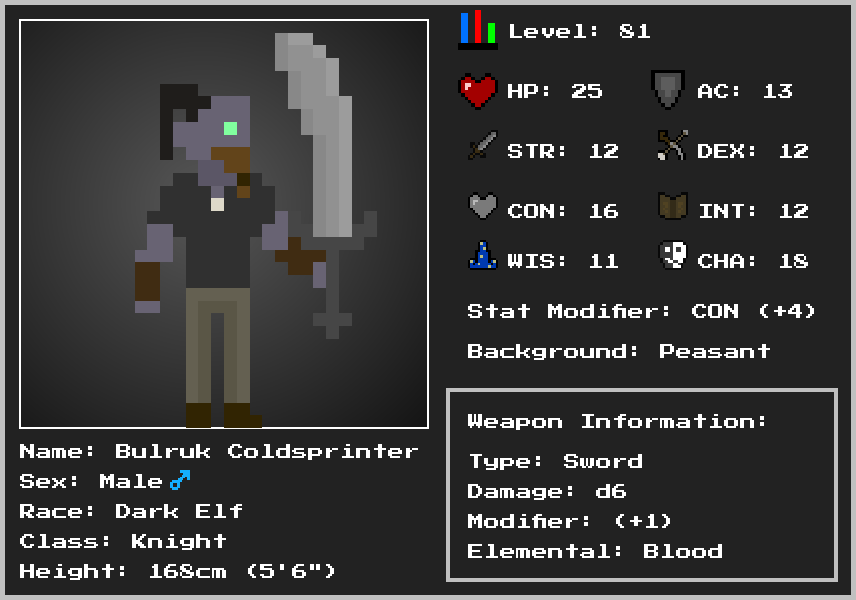 Level: 81
HP: 25
AC: 13
STR: 12
DEX: 12
CON: 16
INT: 12
WIS: 11
CHA: 18
Stat Modifier: CON (+4)
Background: Peasant
Weapon Information:
Type: Sword
Damage: d6
Modifier: (+1)
Elemental: Blood
Name: Bulruk Coldsprinter
Sex: Male♂
Race: Dark Elf
Class: Knight
Height: 168cm (5'6")